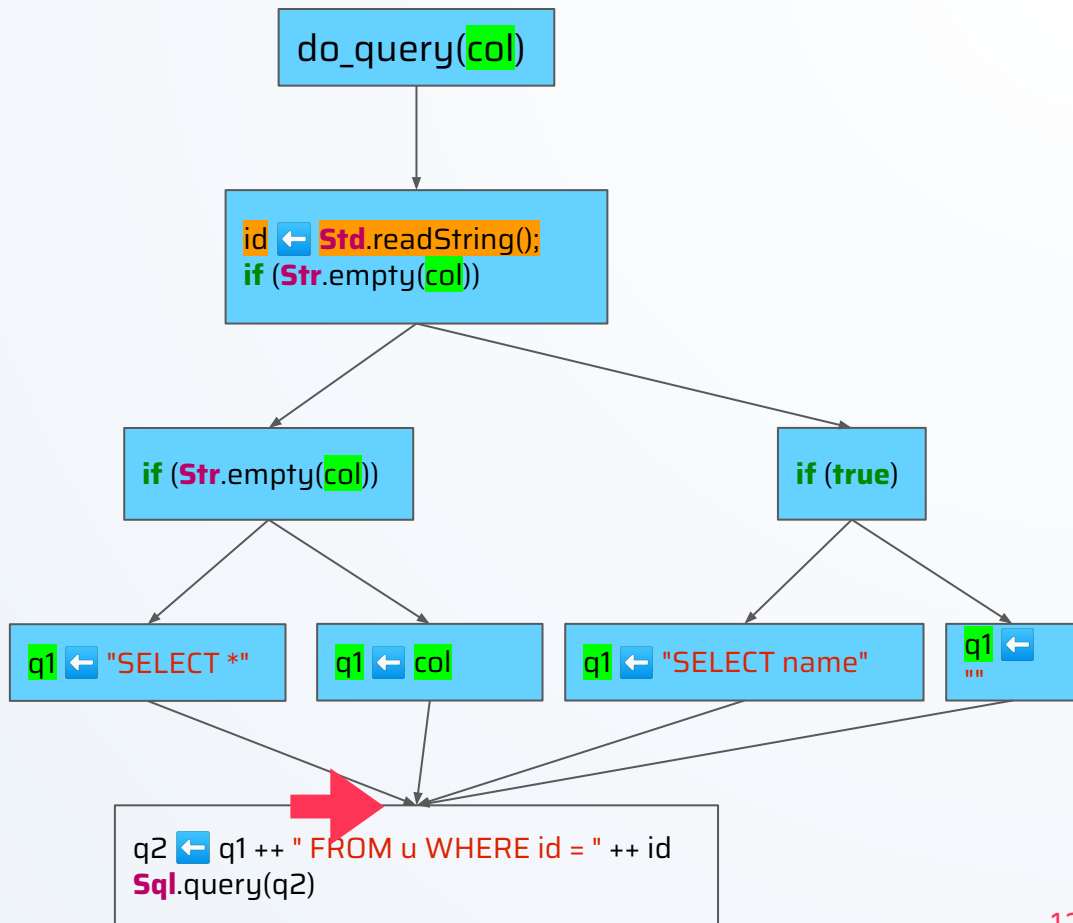 do_query(col)
id ⬅ Std.readString();
if (Str.empty(col))
if (Str.empty(col))
if (true)
q1 ⬅ "SELECT *"
q1 ⬅ col
q1 ⬅ "SELECT name"
q1 ⬅
""
q2 ⬅ q1 ++ " FROM u WHERE id = " ++ id
Sql.query(q2)